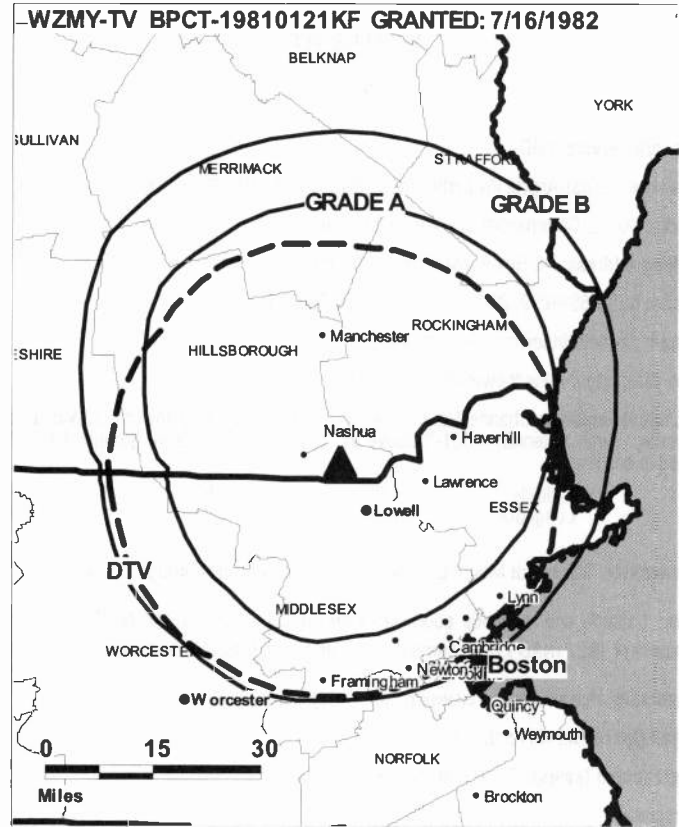 WZMY-TV BPCT-19810121KF GRANTED: 7/16/1982
BELKNAP
YORK
SULLIVAN
STRAFFORD
MERRIMACK
GRADE A
GRADE B
ROCKINGHAM
Manchester
HILLSBOROUGH
ESHIRE
Nashua
Haverhill
Lawrence
ESSEX
Lowell
DTV
Lynn
MIDDLESEX
Cambridge
WORCESTER
Boston
Newton
Framingham
Worcester
Quincy
Weymouth
0 15 30
NORFOLK
Miles
Brockton